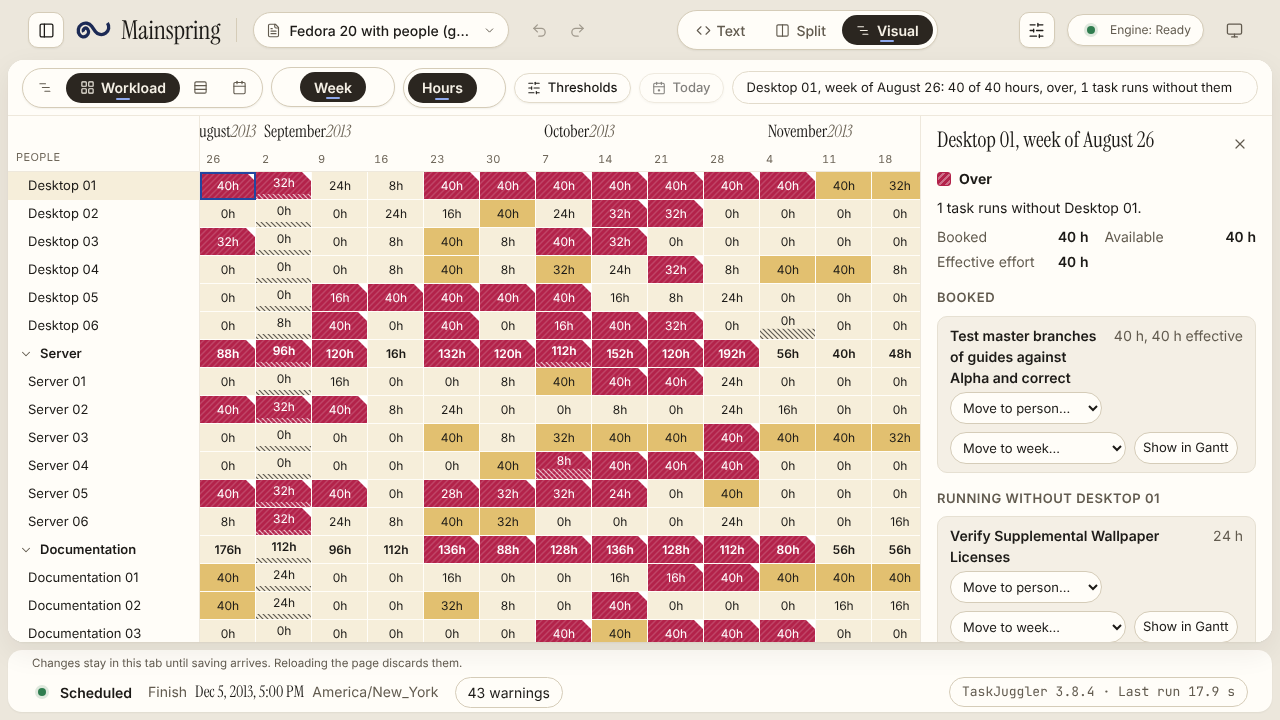 Mainspring
Fedora 20 with people (g...
Text
Split
Visual
Engine: Ready
Workload
Week
Hours
Thresholds
Today
Desktop 01, week of August 26: 40 of 40 hours, over, 1 task runs without them
ugust 2013 September 2013 October 2013 November 2013
PEOPLE 26 2 9 16 23 30 7 14 21 28 4 11 18
Desktop 01 40h 32h 24h 8h 40h 40h 40h 40h 40h 40h 40h 40h 32h
Desktop 02 0h 0h 0h 24h 16h 40h 24h 32h 32h 0h 0h 0h 0h
Desktop 03 32h 0h 0h 8h 40h 8h 40h 32h 0h 0h 0h 0h 0h
Desktop 04 0h 0h 0h 8h 40h 8h 32h 24h 32h 8h 40h 40h 8h
Desktop 05 0h 0h 16h 40h 40h 40h 40h 16h 8h 24h 0h 0h 0h
Desktop 06 0h 8h 40h 0h 40h 0h 16h 40h 32h 0h 0h 0h 0h
Server 88h 96h 120h 16h 132h 120h 112h 152h 120h 192h 56h 40h 48h
Server 01 0h 0h 16h 0h 0h 8h 40h 40h 40h 24h 0h 0h 0h
Server 02 40h 32h 40h 8h 24h 0h 0h 8h 0h 24h 16h 0h 0h
Server 03 0h 0h 0h 0h 40h 8h 32h 40h 40h 40h 40h 40h 32h
Server 04 0h 0h 0h 0h 0h 40h 8h 40h 40h 40h 0h 0h 0h
Server 05 40h 32h 40h 0h 28h 32h 32h 24h 0h 40h 0h 0h 0h
Server 06 8h 32h 24h 8h 40h 32h 0h 0h 0h 24h 0h 0h 16h
Documentation 176h 112h 96h 112h 136h 88h 128h 136h 128h 112h 80h 56h 56h
Documentation 01 40h 24h 0h 0h 16h 0h 0h 16h 16h 40h 40h 40h 40h
Documentation 02 40h 24h 0h 0h 32h 8h 0h 40h 0h 0h 0h 16h 16h
Documentation 03 0h 0h 0h 0h 0h 0h 40h 40h 40h 40h 40h 0h 0h
Desktop 01, week of August 26
Over
1 task runs without Desktop 01.
Booked 40 h Available 40 h
Effective effort 40 h
BOOKED
Test master branches 40 h, 40 h effective
of guides against
Alpha and correct
Move to person...
Move to week... Show in Gantt
RUNNING WITHOUT DESKTOP 01
Verify Supplemental Wallpaper 24 h
Licenses
Move to person...
Move to week... Show in Gantt
Changes stay in this tab until saving arrives. Reloading the page discards them.
Scheduled Finish Dec 5, 2013, 5:00 PM America/New_York 43 warnings
TaskJuggler 3.8.4 · Last run 17.9 s